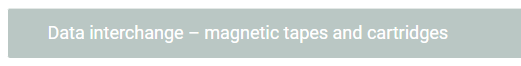 Data interchange – magnetic tapes and cartridges